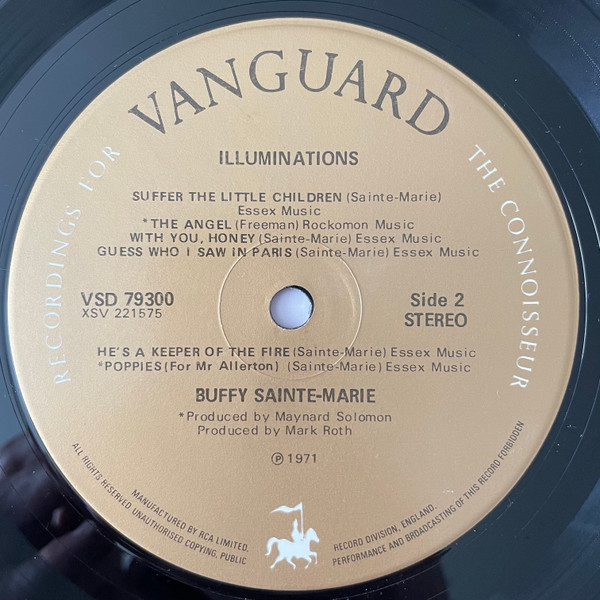 VANGUARD
RECORDINGS FOR
THE CONNOISSEUR
ILLUMINATIONS
SUFFER THE LITTLE CHILDREN (Sainte-Marie)
Essex Music
*THE ANGEL (Freeman) Rockomon Music
WITH YOU, HONEY (Sainte-Marie) Essex Music
GUESS WHO I SAW IN PARIS (Sainte-Marie) Essex Music
VSD 79300
XSV 221575
Side 2
STEREO
HE'S A KEEPER OF THE FIRE (Sainte-Marie) Essex Music
*POPPIES (For Mr Allerton) (Sainte-Marie) Essex Music
BUFFY SAINTE-MARIE
*Produced by Maynard Solomon
Produced by Mark Roth
℗ 1971
MANUFACTURED BY RCA LIMITED,
RECORD DIVISION, ENGLAND.
ALL RIGHTS RESERVED UNAUTHORISED COPYING, PUBLIC
PERFORMANCE AND BROADCASTING OF THIS RECORD FORBIDDEN